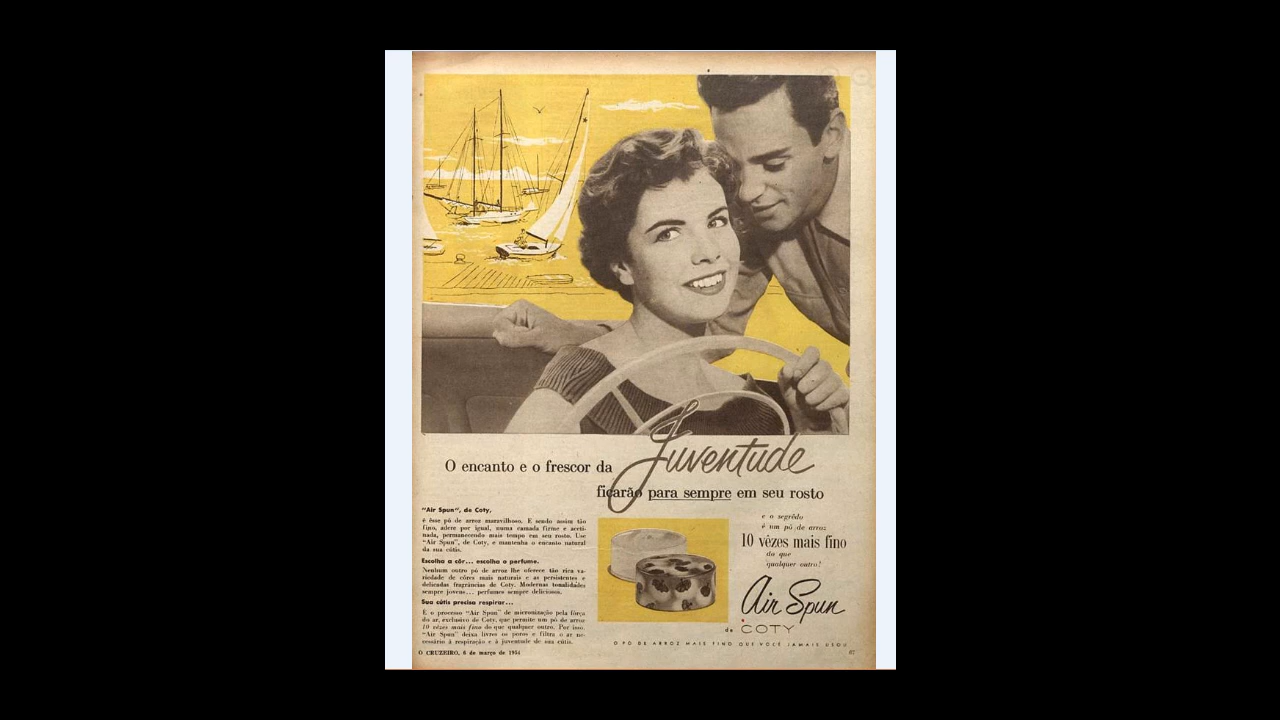 O encanto e o frescor da Juventude
ficarão para sempre em seu rosto
"Air Spun", de Coty,
é êsse pó de arroz maravilhoso. E sendo assim tão
fino, adere por igual, numa camada firme e aceti-
nada, permanecendo mais tempo em seu rosto. Use
"Air Spun", de Coty, e mantenha o encanto natural
da sua cútis.
Escolha a côr... escolha o perfume.
Nenhum outro pó de arroz lhe oferece tão rica va-
riedade de côres mais naturais e as persistentes e
delicadas fragrâncias de Coty. Modernas tonalidades
sempre jovens... perfumes sempre deliciosos.
Sua cútis precisa respirar...
E o processo "Air Spun" de micronização pela fôrça
do ar, exclusivo de Coty, que permite um pó de arroz
10 vêzes mais fino do que qualquer outro. Por isso,
"Air Spun" deixa livres os poros e filtra o ar ne-
cessário à respiração e à juventude de sua cútis.
e o segrêdo
é um pó de arroz
10 vêzes mais fino
do que
qualquer outro!
Air Spun
de COTY
O PÓ DE ARROZ MAIS FINO QUE VOCÊ JAMAIS USOU
O CRUZEIRO, 6 de março de 1954